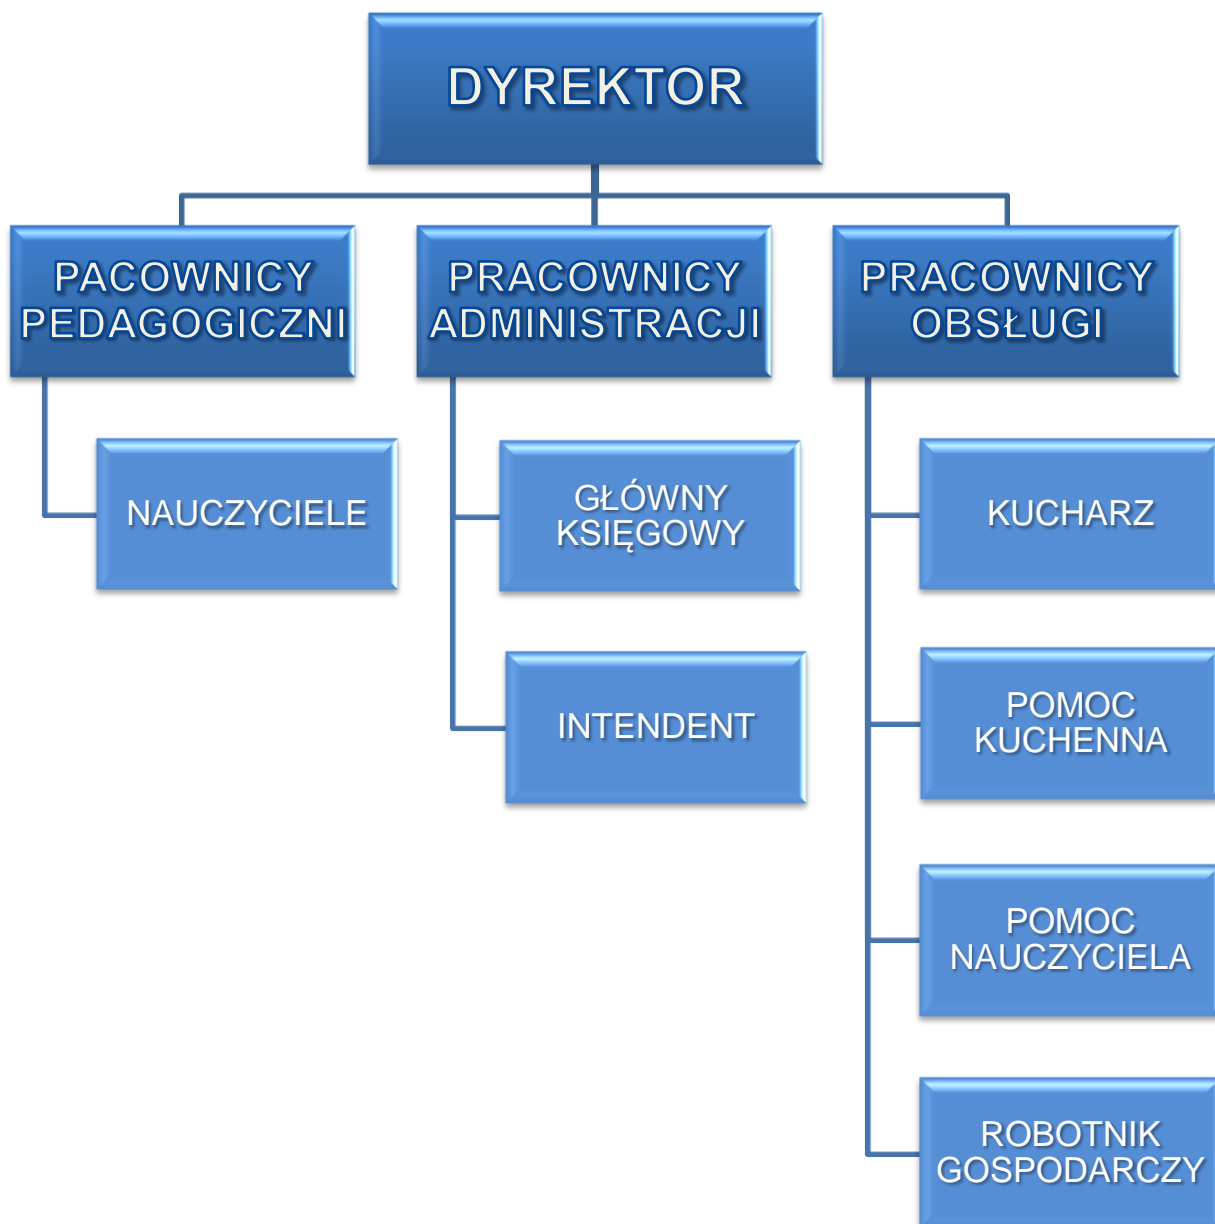 DYREKTOR
PACOWNICY
PEDAGOGICZNI
NAUCZYCIELE
PRACOWNICY
ADMINISTRACJI
GŁÓWNY
KSIĘGOWY
INTENDENT
PRACOWNICY
OBSŁUGI
KUCHARZ
POMOC
KUCHENNA
POMOC
NAUCZYCIELA
ROBOTNIK
GOSPODARCZY